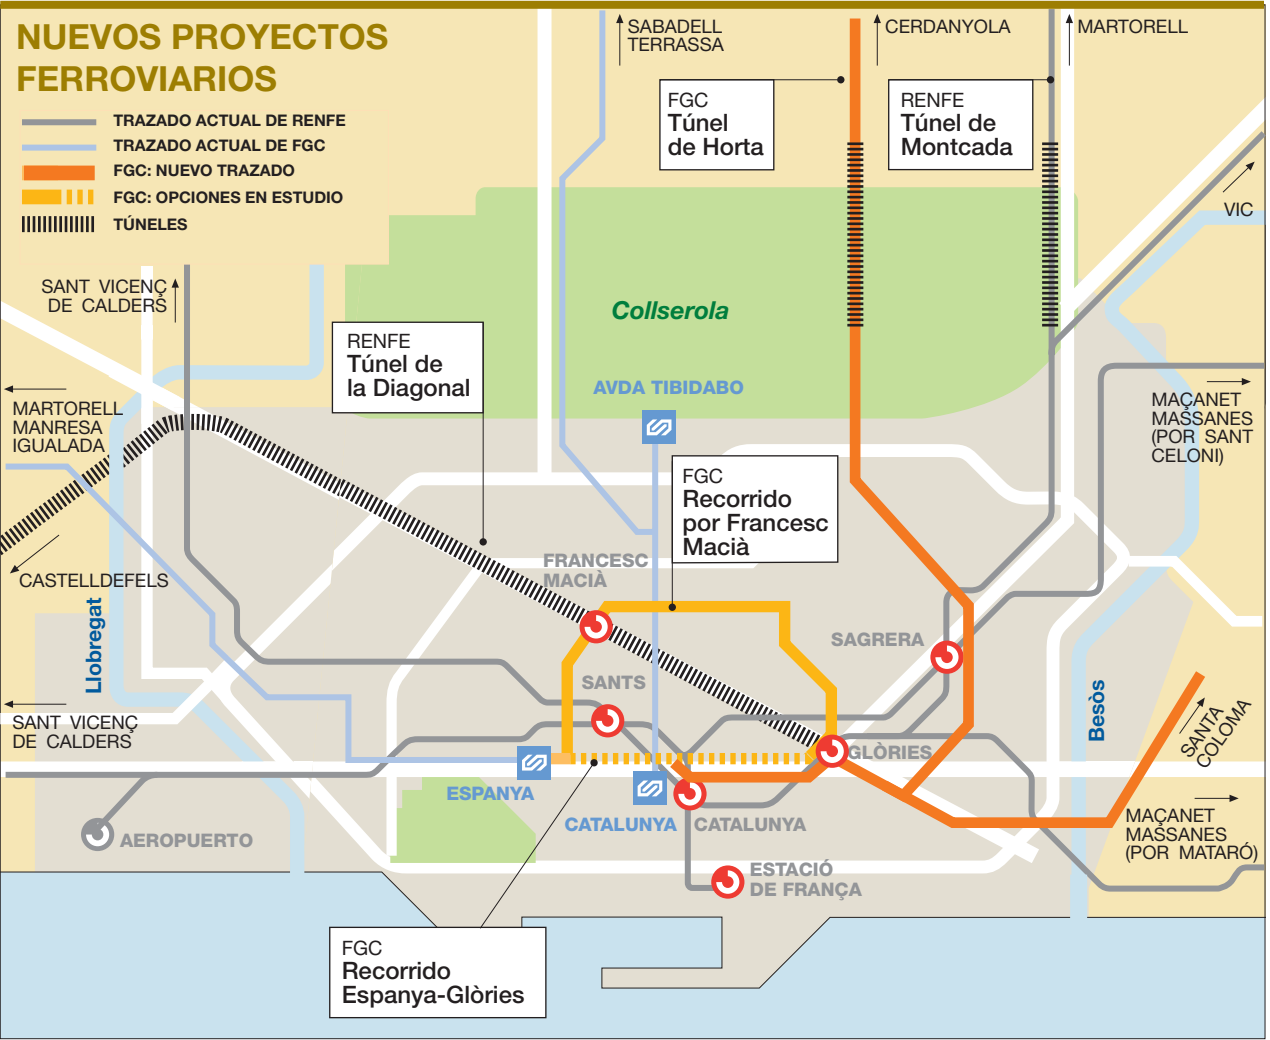 NUEVOS PROYECTOS
FERROVIARIOS
TRAZADO ACTUAL DE RENFE
TRAZADO ACTUAL DE FGC
FGC: NUEVO TRAZADO
FGC: OPCIONES EN ESTUDIO
TÚNELES
SABADELL
TERRASSA
CERDANYOLA
MARTORELL
FGC
Túnel
de Horta
RENFE
Túnel de
Montcada
VIC
SANT VICENÇ
DE CALDERS
Collserola
RENFE
Túnel de
la Diagonal
AVDA TIBIDABO
MARTORELL
MANRESA
IGUALADA
MAÇANET
MASSANES
(POR SANT
CELONI)
FGC
Recorrido
por Francesc
Macià
FRANCESC
MACIÀ
CASTELLDEFELS
Llobregat
SAGRERA
SANTS
SANT VICENÇ
DE CALDERS
Besòs
SANTA
COLOMA
GLÒRIES
ESPANYA
CATALUNYA
CATALUNYA
AEROPUERTO
MAÇANET
MASSANES
(POR MATARÓ)
ESTACIÓ
DE FRANÇA
FGC
Recorrido
Espanya-Glòries